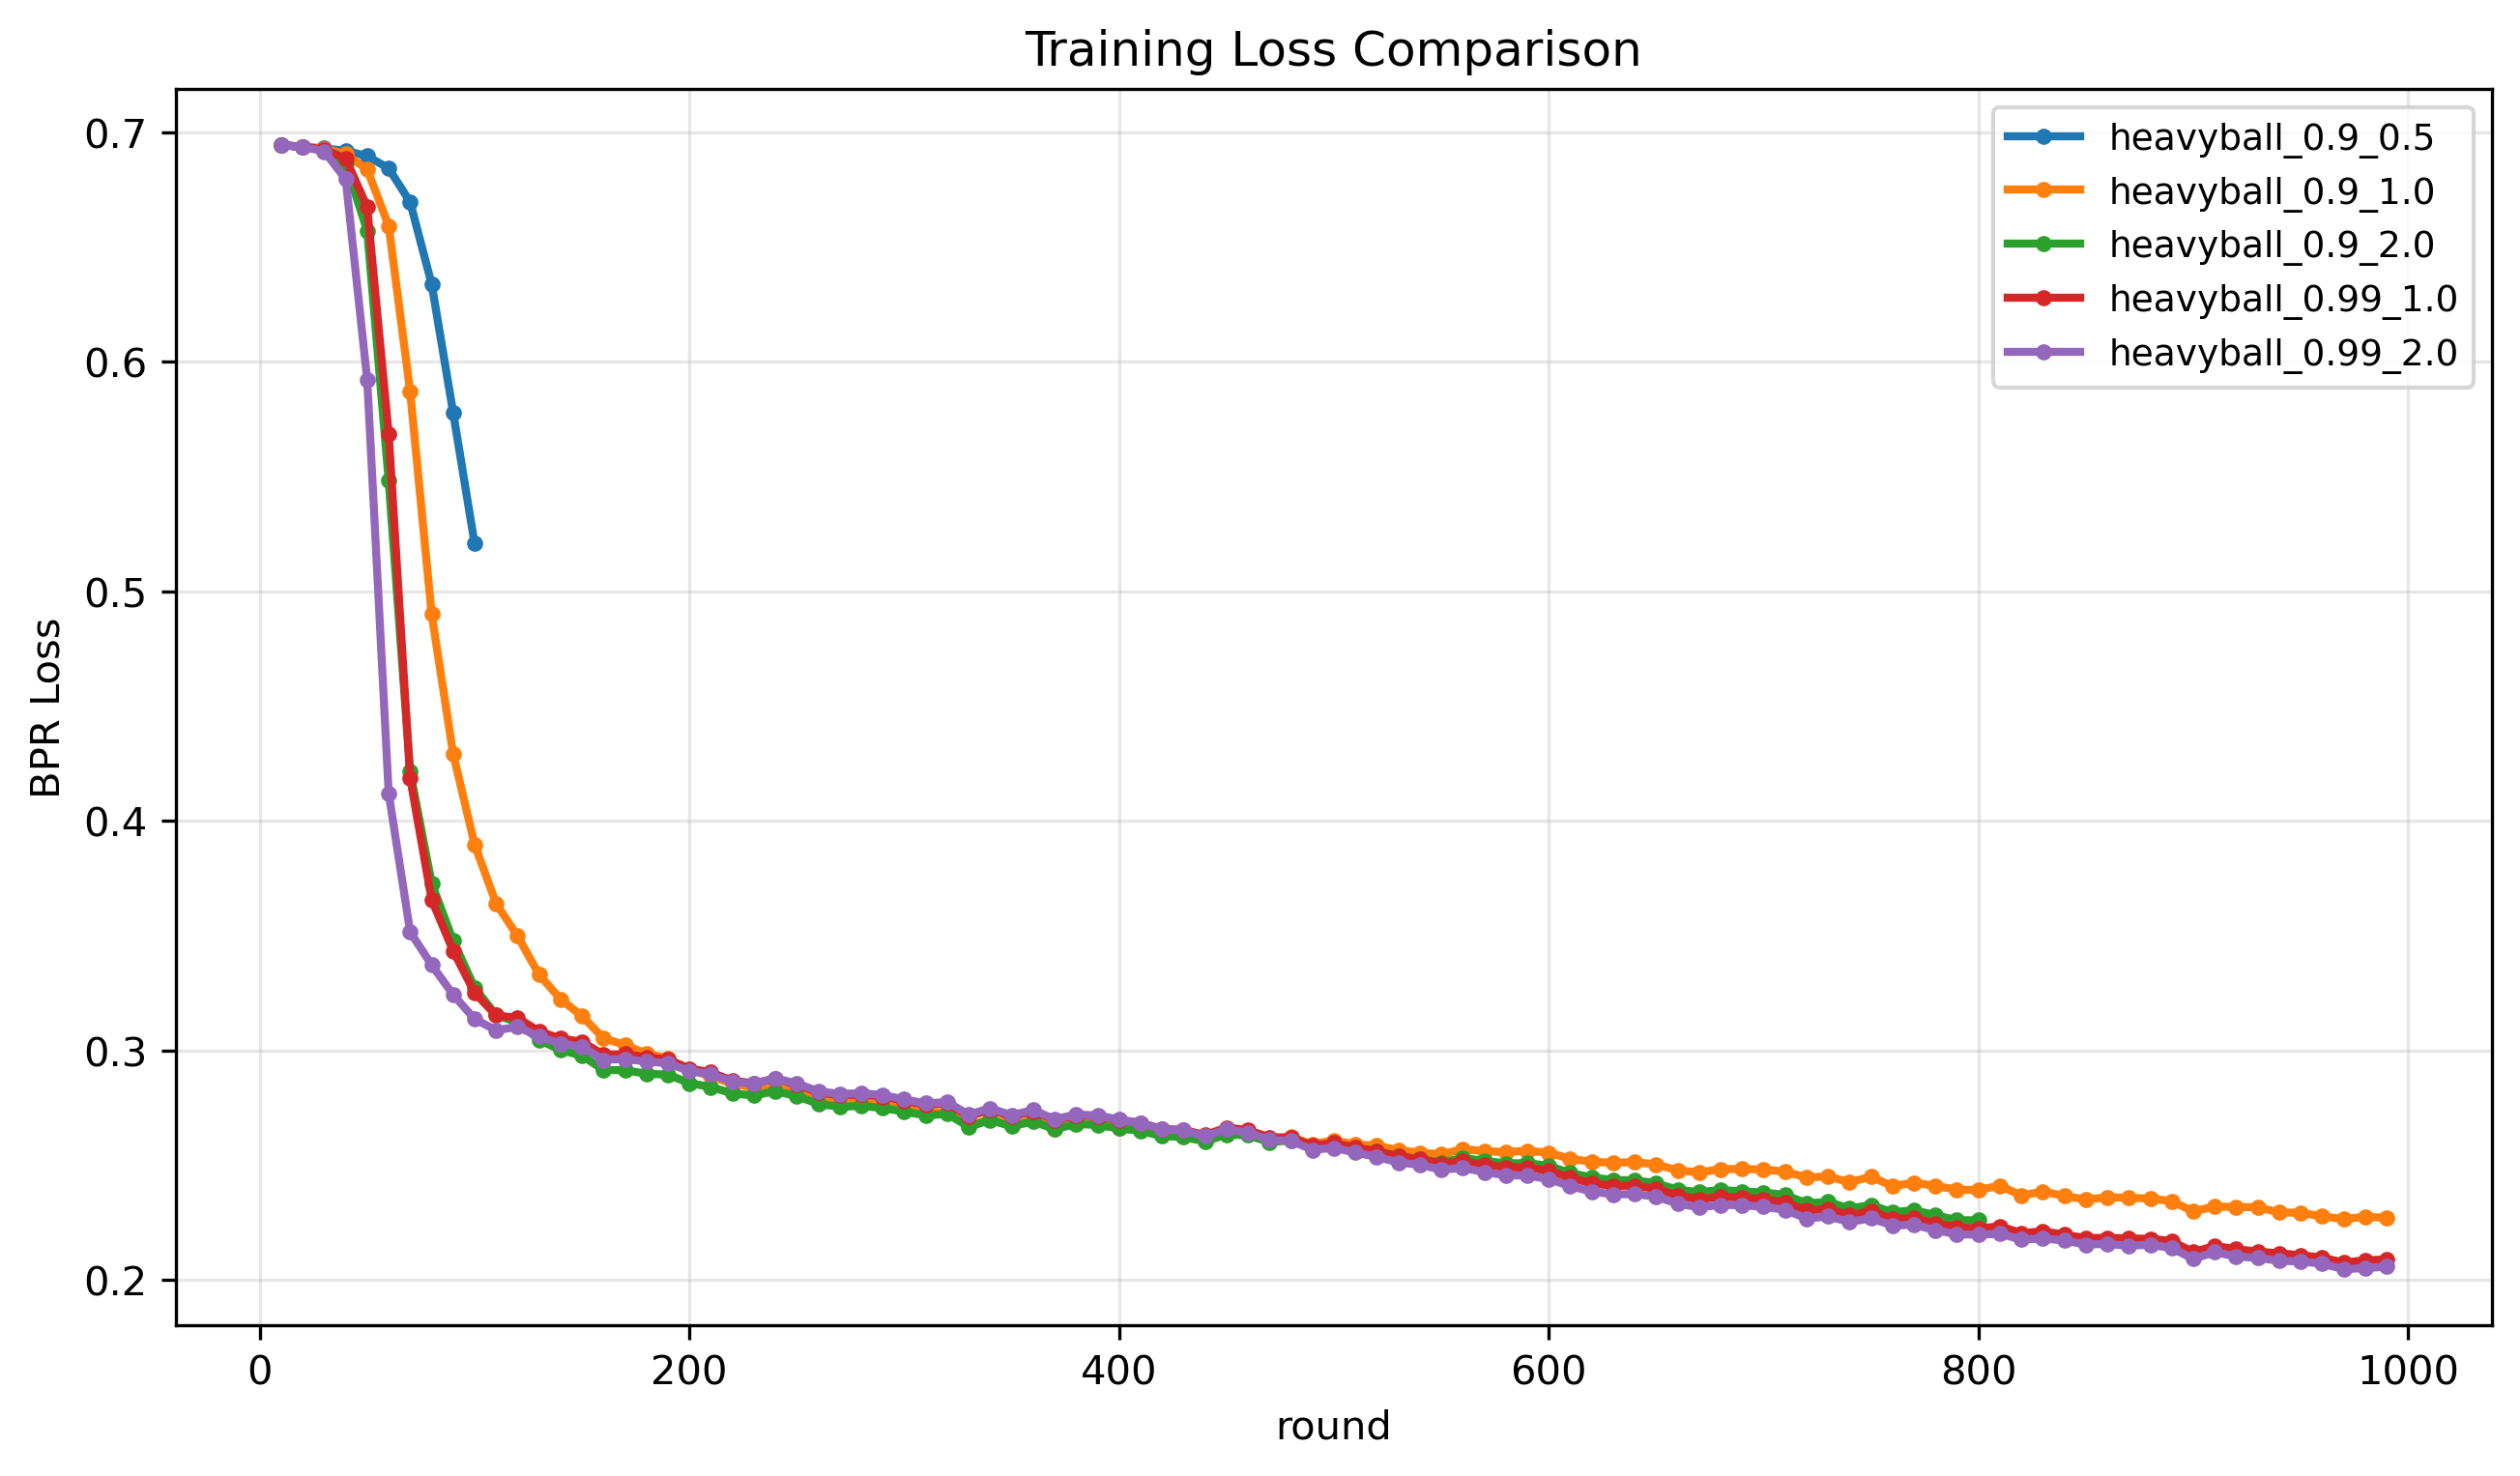 Training Loss Comparison
0.7
0.6
0.5
0.4
0.3
0.2
BPR Loss
heavyball_0.9_0.5
heavyball_0.9_1.0
heavyball_0.9_2.0
heavyball_0.99_1.0
heavyball_0.99_2.0
0 200 400 600 800 1000
round